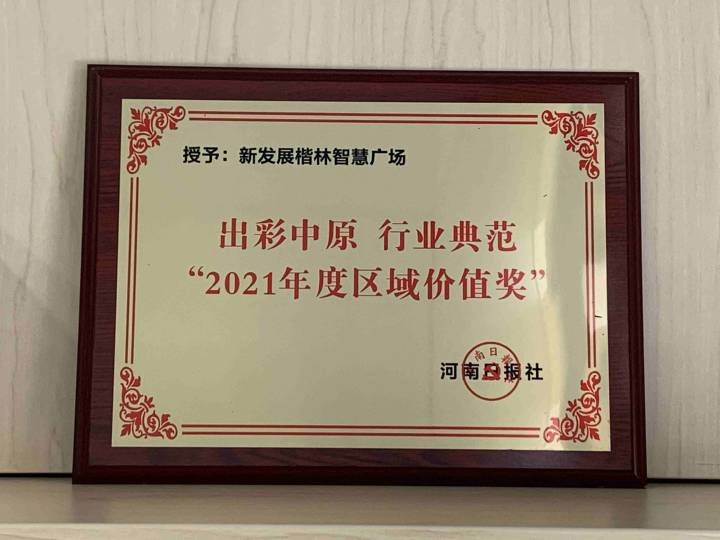 授予：新发展楷林智慧广场
出彩中原 行业典范
“2021年度区域价值奖”
河南日报社